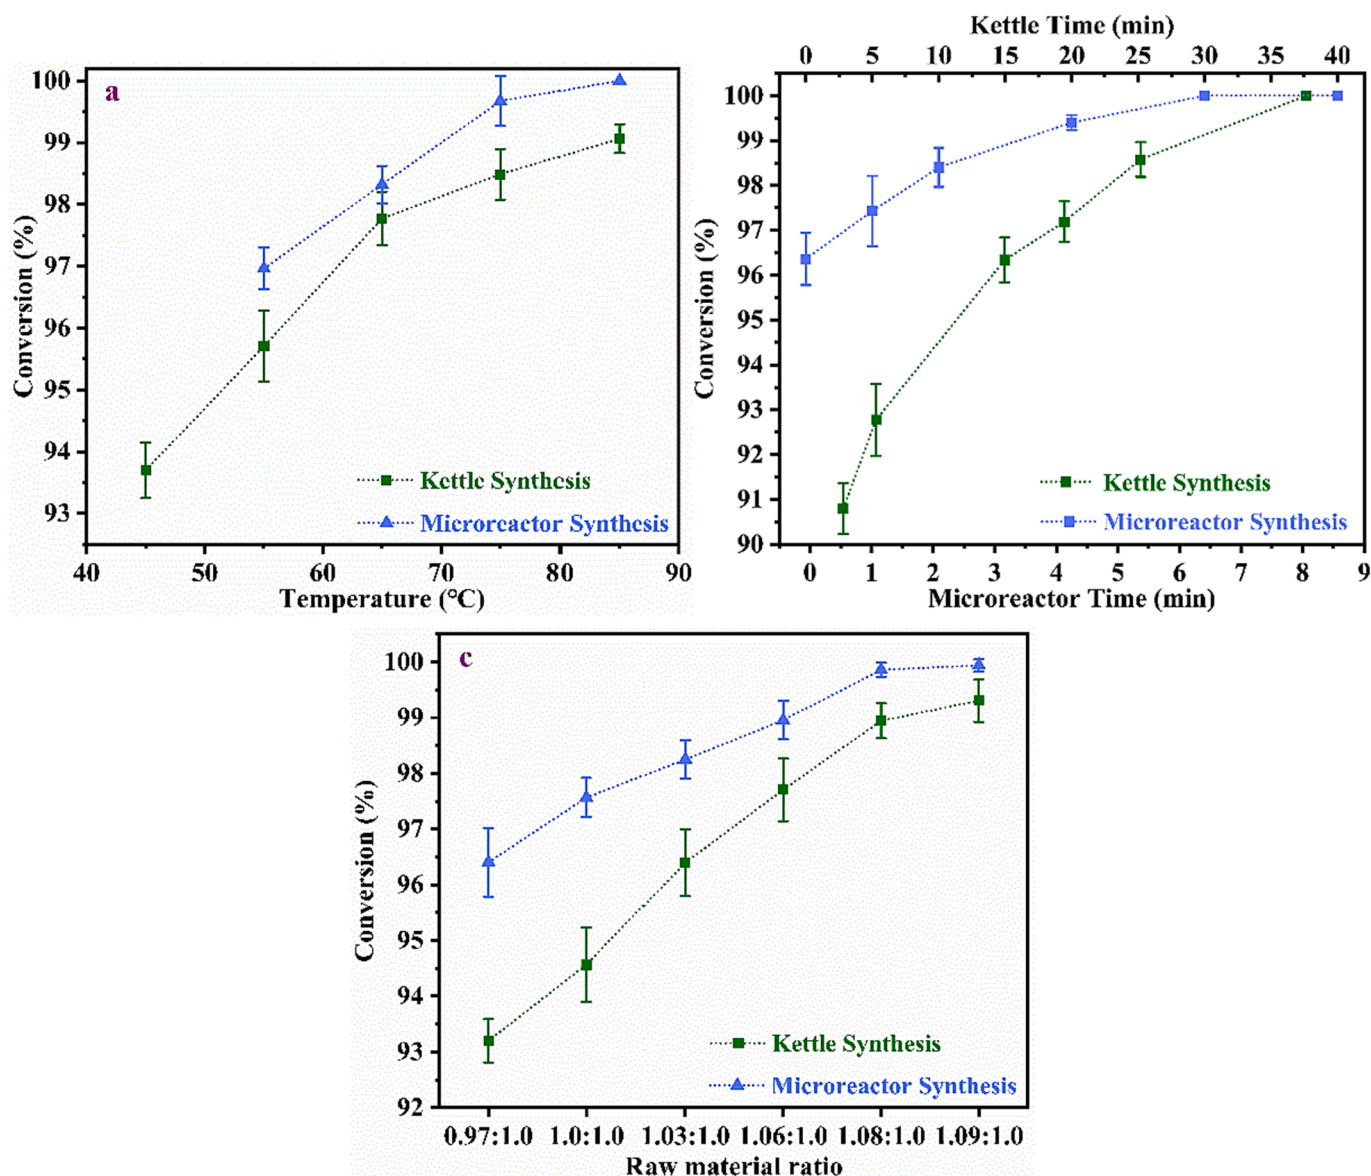 a
100
99
98
97
96
95
94
93
Conversion (%)
40 50 60 70 80 90
Temperature (°C)
Kettle Synthesis
Microreactor Synthesis
Kettle Time (min)
0 5 10 15 20 25 30 35 40
100
99
98
97
96
95
94
93
92
91
90
Conversion (%)
0 1 2 3 4 5 6 7 8 9
Microreactor Time (min)
Kettle Synthesis
Microreactor Synthesis
c
100
99
98
97
96
95
94
93
92
Conversion (%)
0.97:1.0 1.0:1.0 1.03:1.0 1.06:1.0 1.08:1.0 1.09:1.0
Raw material ratio
Kettle Synthesis
Microreactor Synthesis